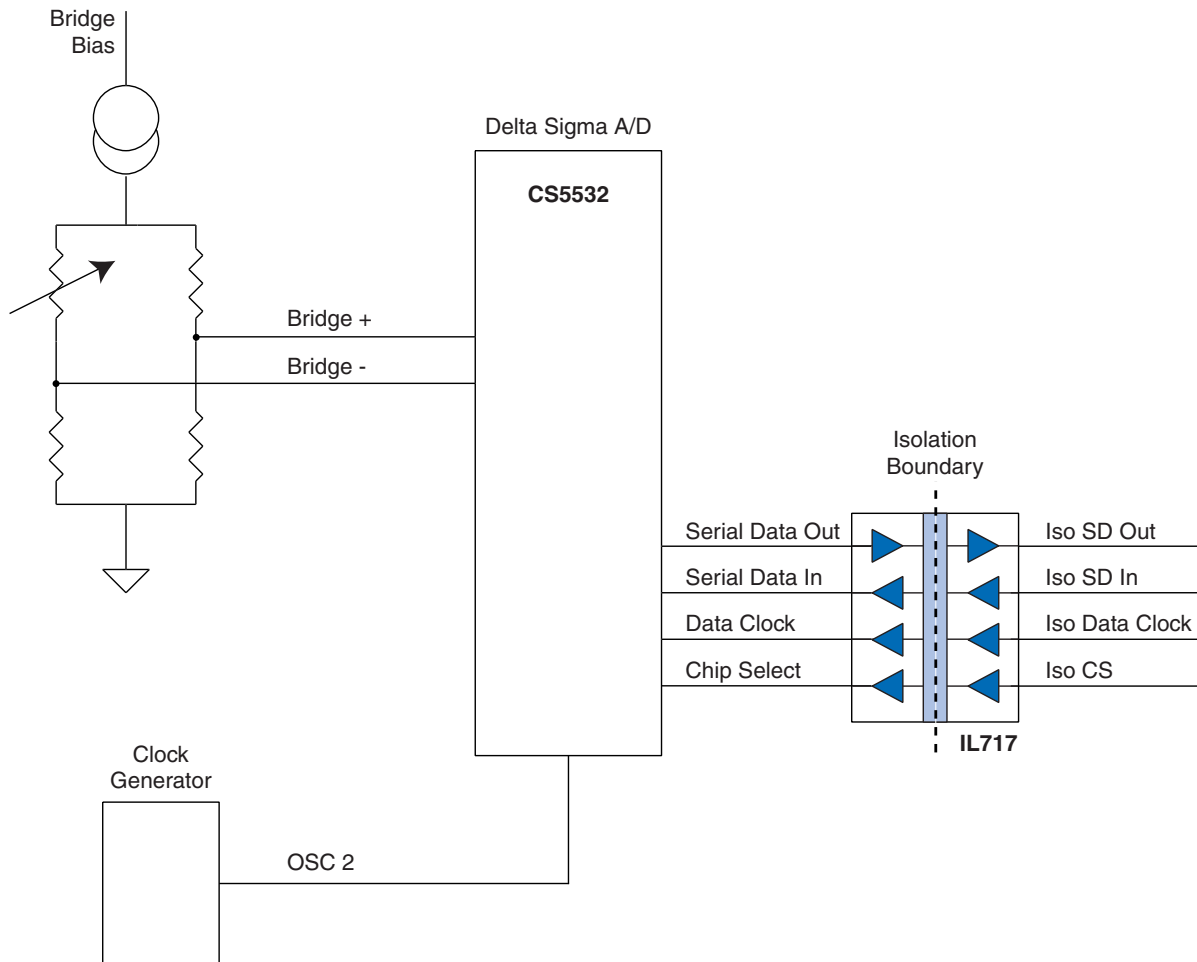 Bridge
Bias
Delta Sigma A/D
CS5532
Bridge +
Bridge -
Isolation
Boundary
Serial Data Out
Iso SD Out
Serial Data In
Iso SD In
Data Clock
Iso Data Clock
Chip Select
Iso CS
IL717
Clock
Generator
OSC 2